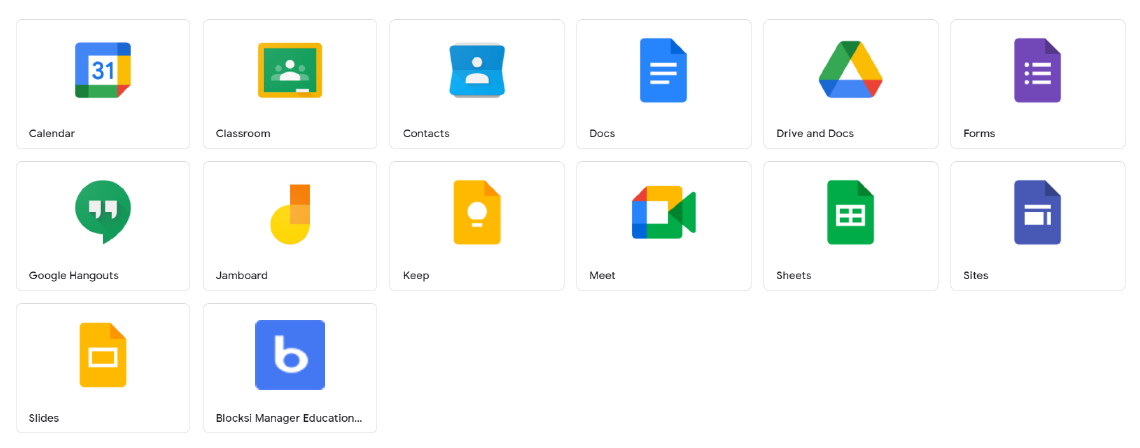 31
Calendar
Classroom
Contacts
Docs
Drive and Docs
Forms
Google Hangouts
Jamboard
Keep
Meet
Sheets
Sites
Slides
b
Blocksi Manager Education...